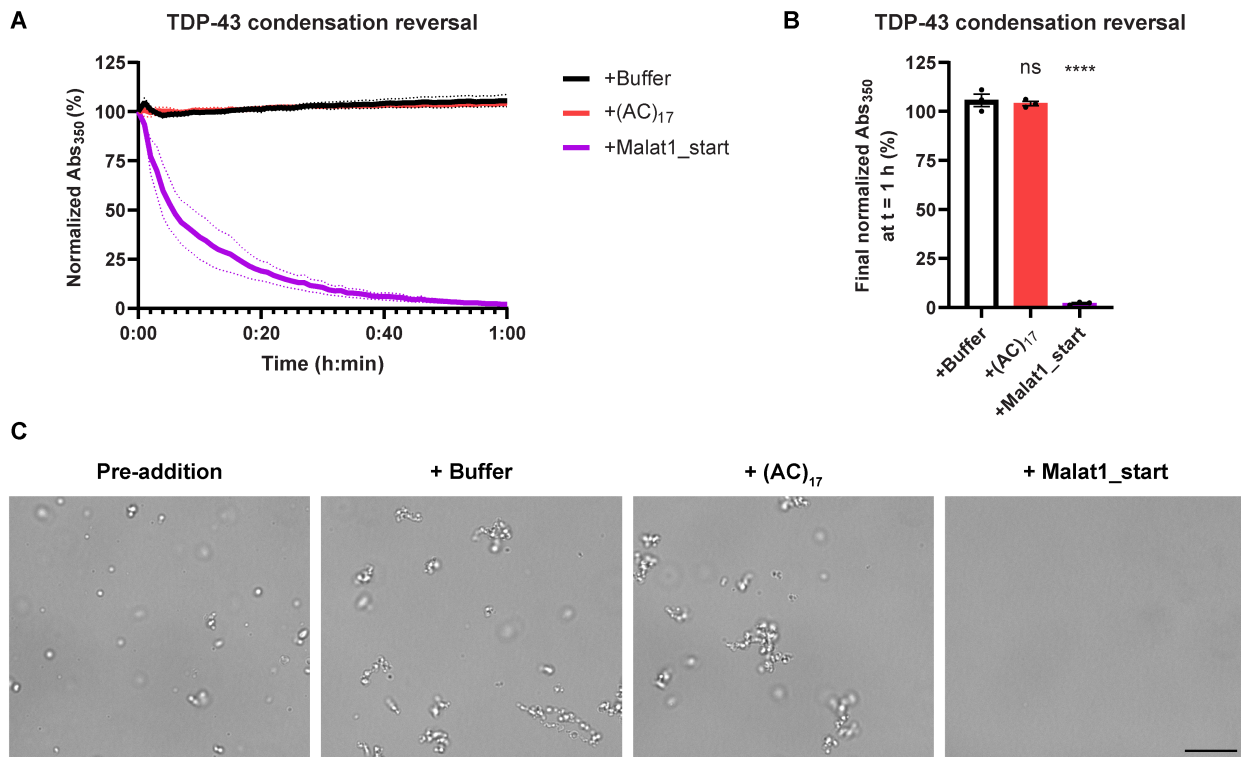 A
TDP-43 condensation reversal
Normalized Abs350 (%)
125
100
75
50
25
0
0:00
0:20
0:40
1:00
Time (h:min)
+Buffer
+(AC)17
+Malat1_start
B
TDP-43 condensation reversal
Final normalized Abs350
at t = 1 h (%)
125
100
75
50
25
0
ns
****
+Buffer
+(AC)17
+Malat1_start
C
Pre-addition
+ Buffer
+ (AC)17
+ Malat1_start